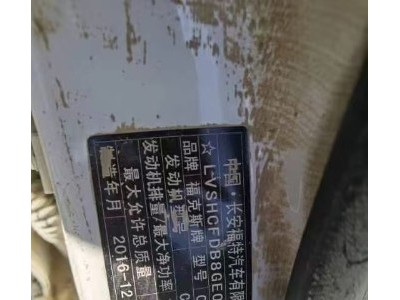 中国·长安福特汽车有限
☆LVSHCFDB8GE
品牌 福克斯牌 型号 C
发动机型号
发动机排量/最大净功率
最大允许总质量
制造年月 2016-12